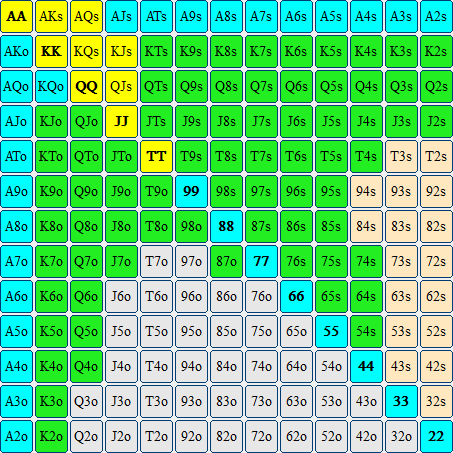 AA AKs AQs AJs ATs A9s A8s A7s A6s A5s A4s A3s A2s
AKo KK KQs KJs KTs K9s K8s K7s K6s K5s K4s K3s K2s
AQo KQo QQ QJs QTs Q9s Q8s Q7s Q6s Q5s Q4s Q3s Q2s
AJo KJo QJo JJ JTs J9s J8s J7s J6s J5s J4s J3s J2s
ATo KTo QTo JTo TT T9s T8s T7s T6s T5s T4s T3s T2s
A9o K9o Q9o J9o T9o 99 98s 97s 96s 95s 94s 93s 92s
A8o K8o Q8o J8o T8o 98o 88 87s 86s 85s 84s 83s 82s
A7o K7o Q7o J7o T7o 97o 87o 77 76s 75s 74s 73s 72s
A6o K6o Q6o J6o T6o 96o 86o 76o 66 65s 64s 63s 62s
A5o K5o Q5o J5o T5o 95o 85o 75o 65o 55 54s 53s 52s
A4o K4o Q4o J4o T4o 94o 84o 74o 64o 54o 44 43s 42s
A3o K3o Q3o J3o T3o 93o 83o 73o 63o 53o 43o 33 32s
A2o K2o Q2o J2o T2o 92o 82o 72o 62o 52o 42o 32o 22